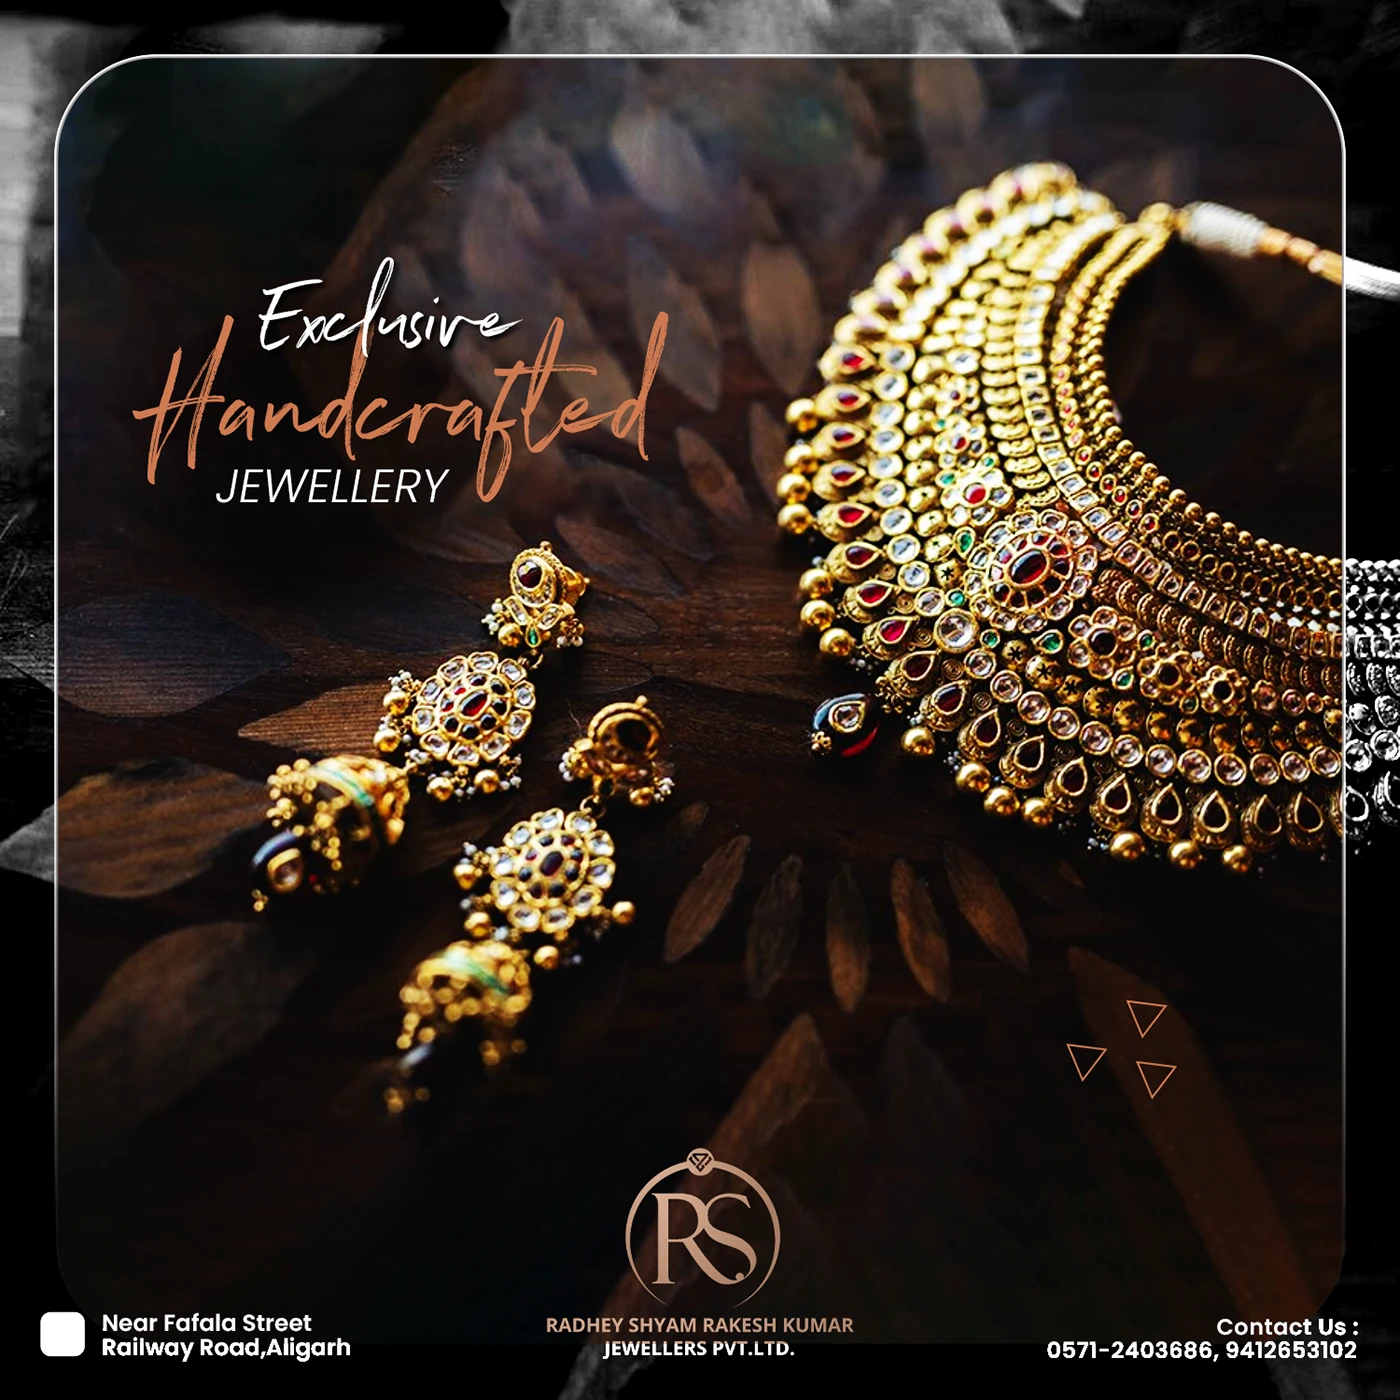 Exclusive
Handcrafted
JEWELLERY
RS
RADHEY SHYAM RAKESH KUMAR
JEWELLERS PVT.LTD.
Near Fafala Street
Railway Road,Aligarh
Contact Us :
0571-2403686, 9412653102